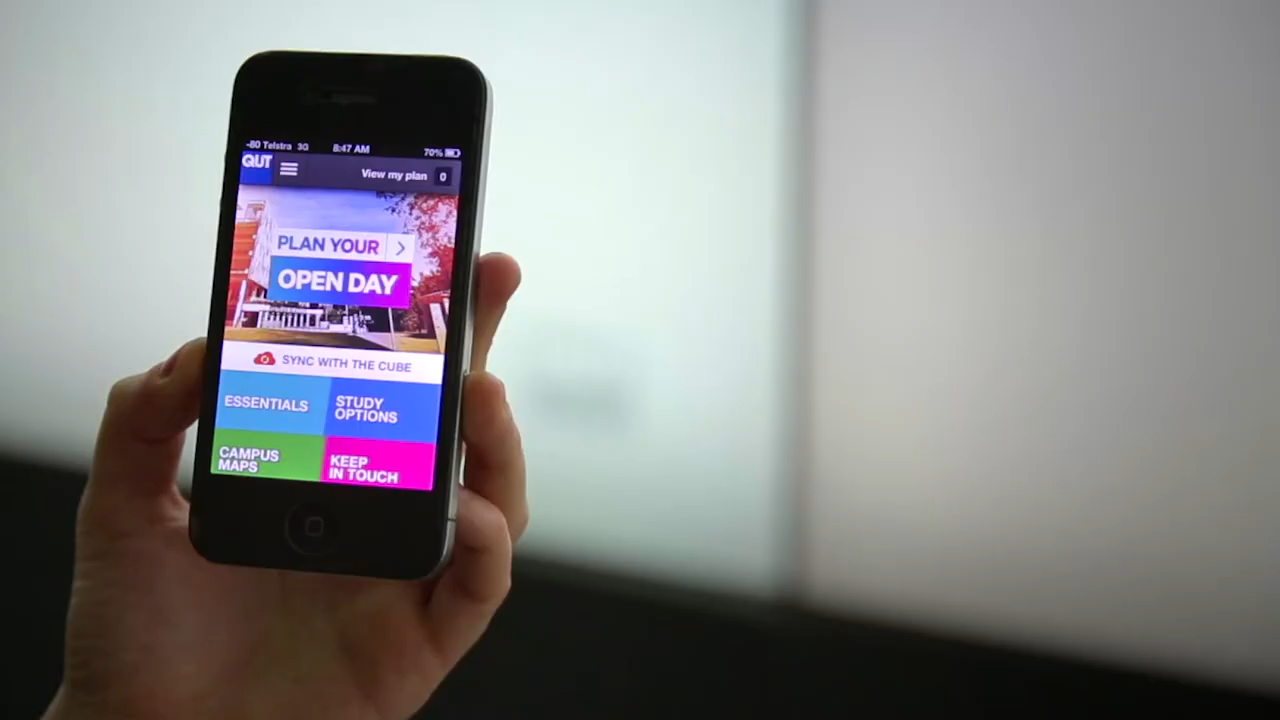 -80 Telstra 3G 8:47 AM 70%
QUT View my plan 0
PLAN YOUR
OPEN DAY
SYNC WITH THE CUBE
ESSENTIALS
STUDY
OPTIONS
CAMPUS
MAPS
KEEP
IN TOUCH